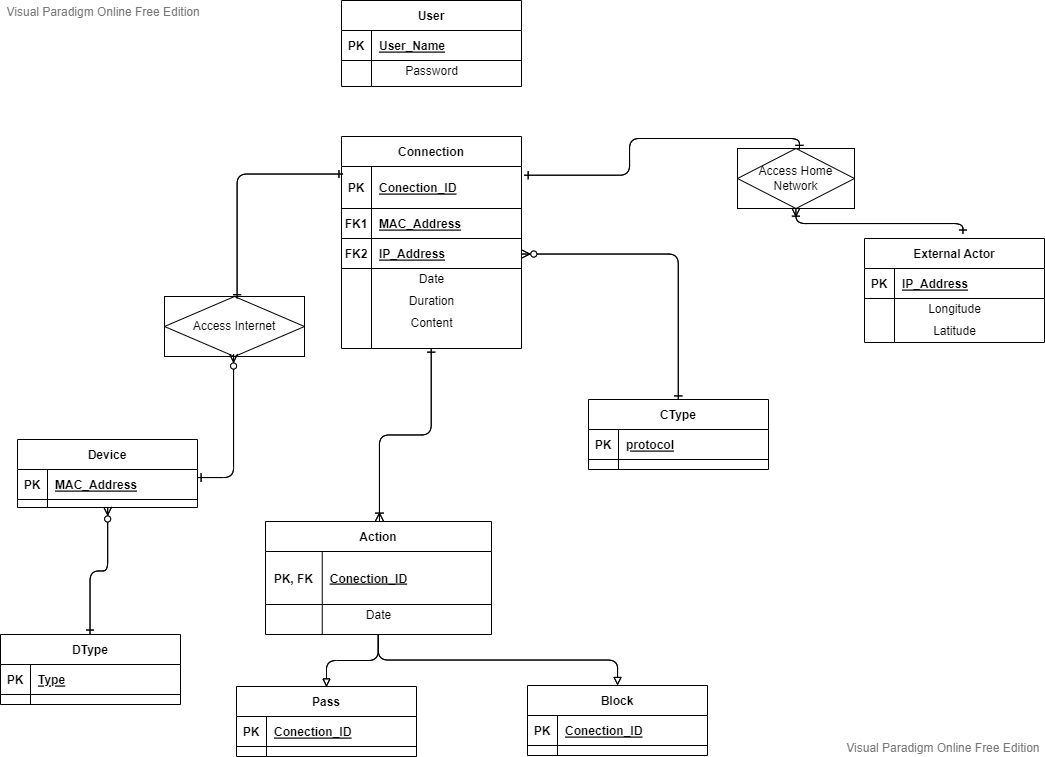 Visual Paradigm Online Free Edition
User
PK User_Name
Password
Connection
PK Conection_ID
FK1 MAC_Address
FK2 IP_Address
Date
Duration
Content
Access Home
Network
External Actor
PK IP_Address
Longitude
Latitude
Access Internet
CType
PK protocol
Device
PK MAC_Address
Action
PK, FK Conection_ID
Date
DType
PK Type
Pass
PK Conection_ID
Block
PK Conection_ID
Visual Paradigm Online Free Edition